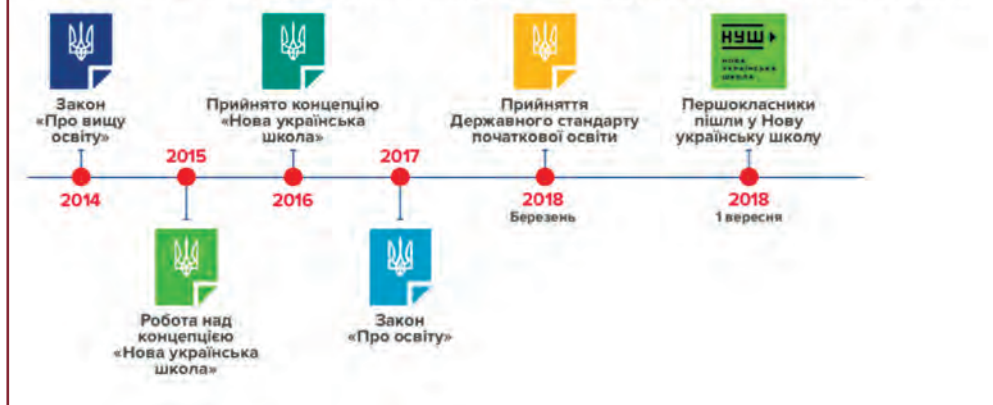 НУШ
НОВА
УКРАЇНСЬКА
ШКОЛА
Закон
«Про вищу
освіту»
Прийнято концепцію
«Нова українська
школа»
Прийняття
Державного стандарту
початкової освіти
Першокласники
пішли у Нову
українську школу
2015
2017
2014
2016
2018
Березень
2018
1 вересня
Робота над
концепцією
«Нова українська
школа»
Закон
«Про освіту»